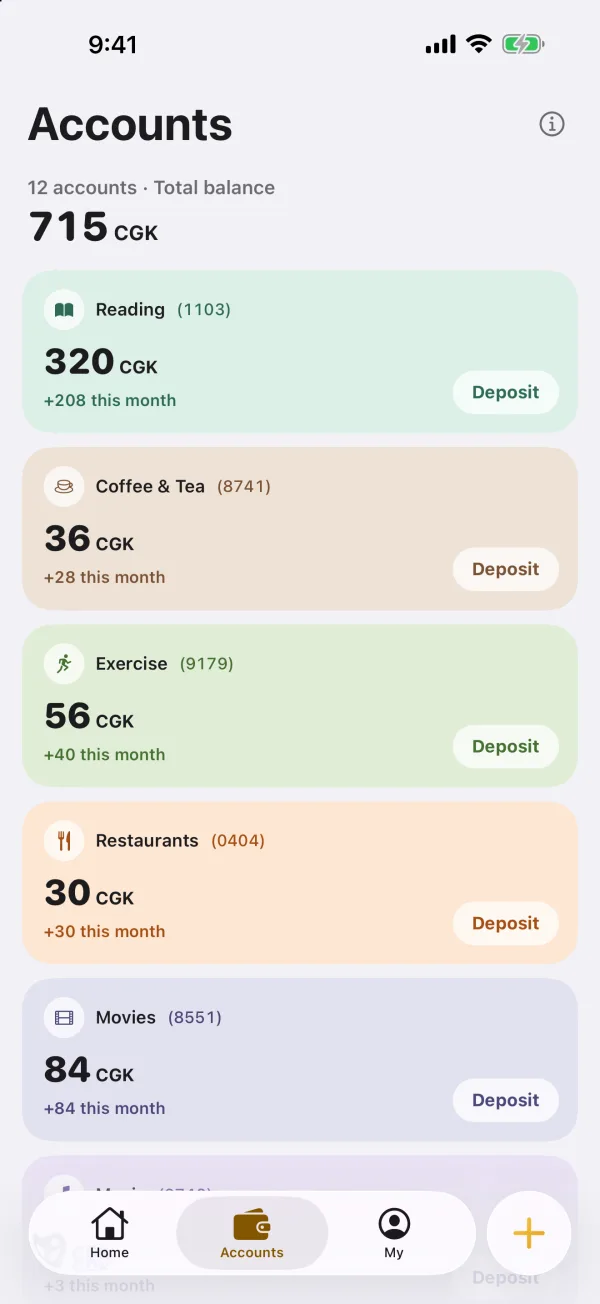 9:41
Accounts
12 accounts · Total balance
715 CGK
Reading (1103)
320 CGK
+208 this month
Deposit
Coffee & Tea (8741)
36 CGK
+28 this month
Deposit
Exercise (9179)
56 CGK
+40 this month
Deposit
Restaurants (0404)
30 CGK
+30 this month
Deposit
Movies (8551)
84 CGK
+84 this month
Deposit
Home
Accounts
My
+3 this month
Deposit